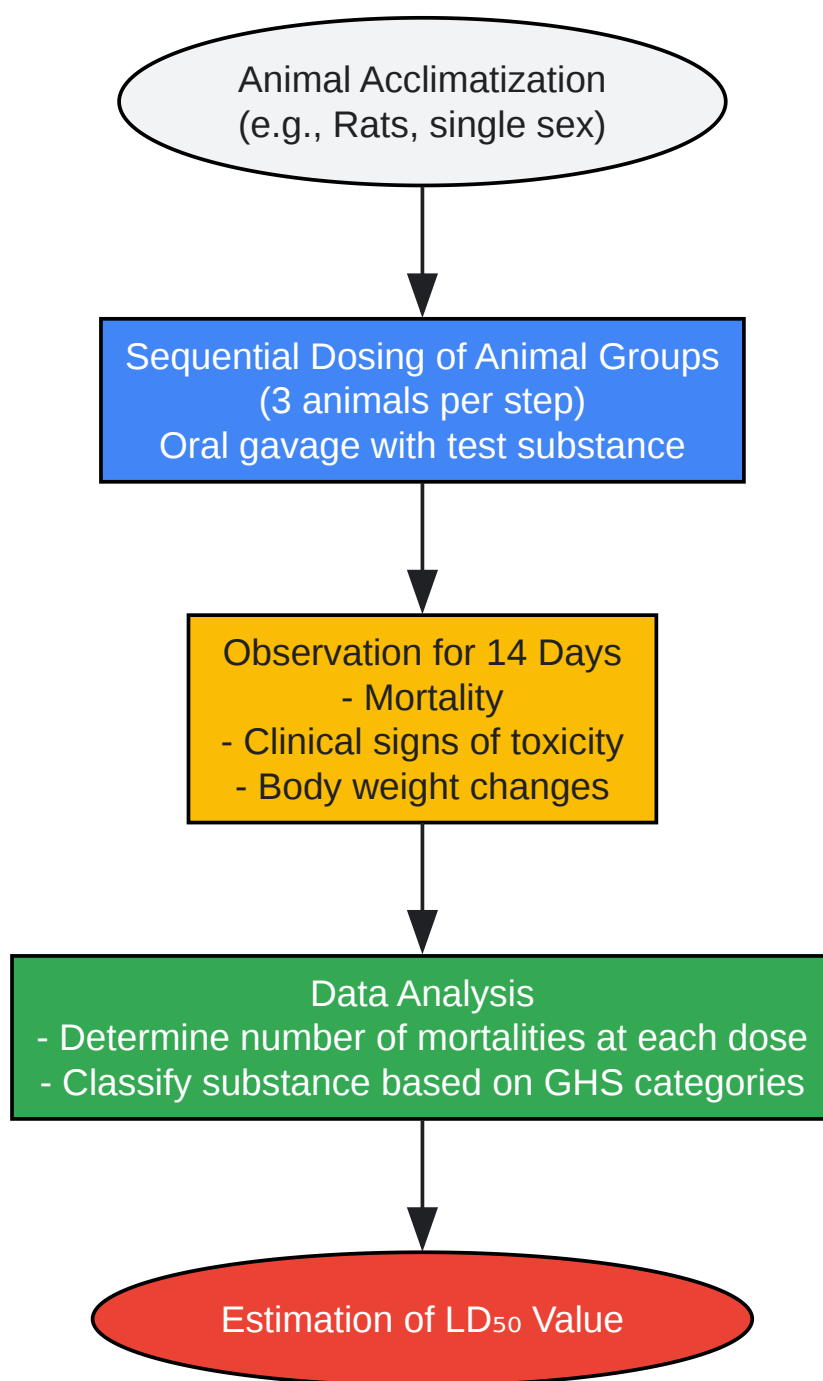 Animal Acclimatization
(e.g., Rats, single sex)
Sequential Dosing of Animal Groups
(3 animals per step)
Oral gavage with test substance
Observation for 14 Days
- Mortality
- Clinical signs of toxicity
- Body weight changes
Data Analysis
- Determine number of mortalities at each dose
- Classify substance based on GHS categories
Estimation of LD₅₀ Value